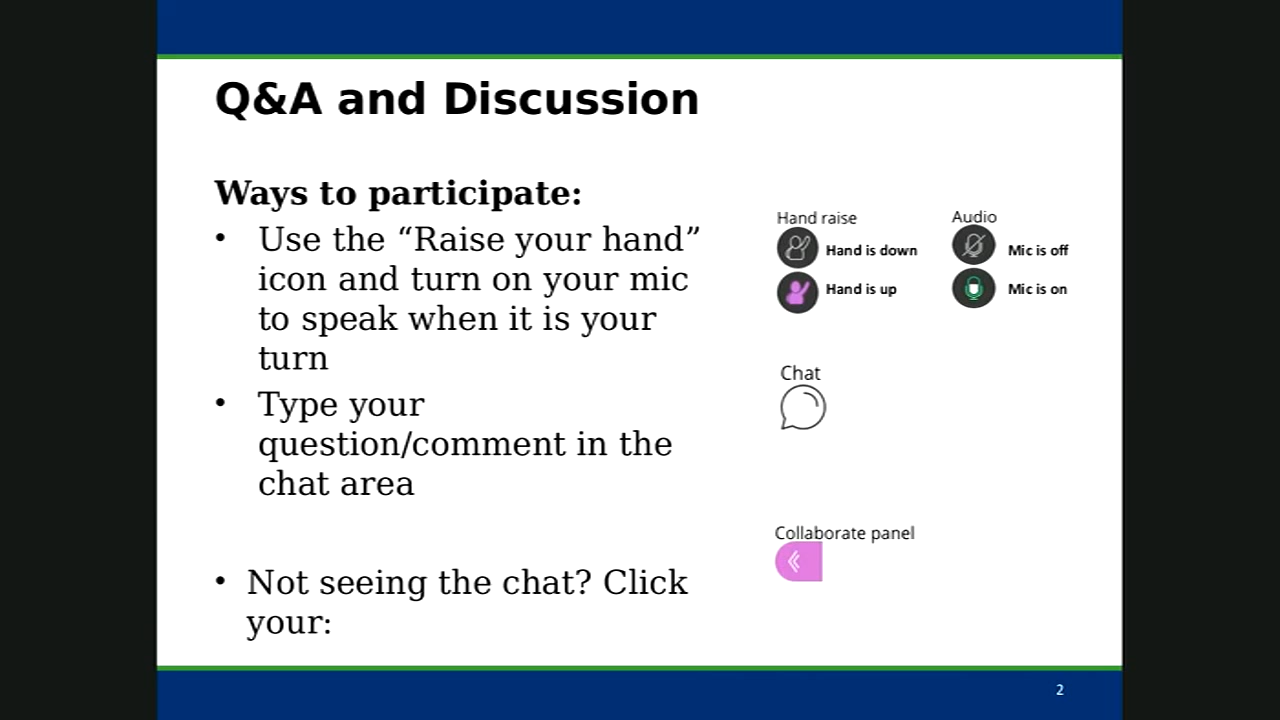 Q&A and Discussion
Ways to participate:
• Use the “Raise your hand”
icon and turn on your mic
to speak when it is your
turn
• Type your
question/comment in the
chat area
• Not seeing the chat? Click
your:
Hand raise
Hand is down
Hand is up
Audio
Mic is off
Mic is on
Chat
Collaborate panel
2